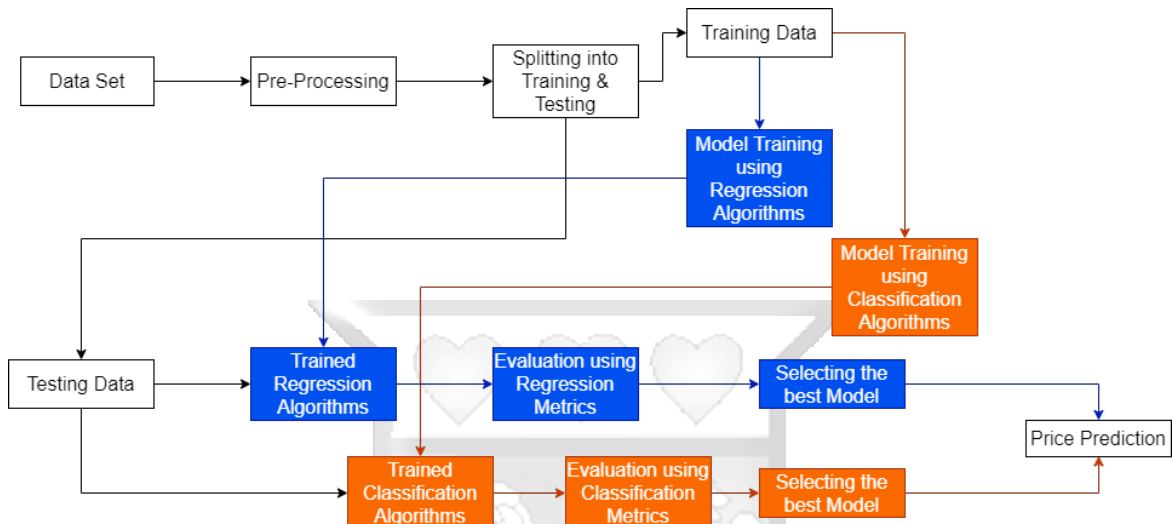 Data Set
Pre-Processing
Splitting into
Training &
Testing
Training Data
Model Training
using
Regression
Algorithms
Model Training
using
Classification
Algorithms
Testing Data
Trained
Regression
Algorithms
Evaluation using
Regression
Metrics
Selecting the
best Model
Price Prediction
Trained
Classification
Algorithms
Evaluation using
Classification
Metrics
Selecting the
best Model